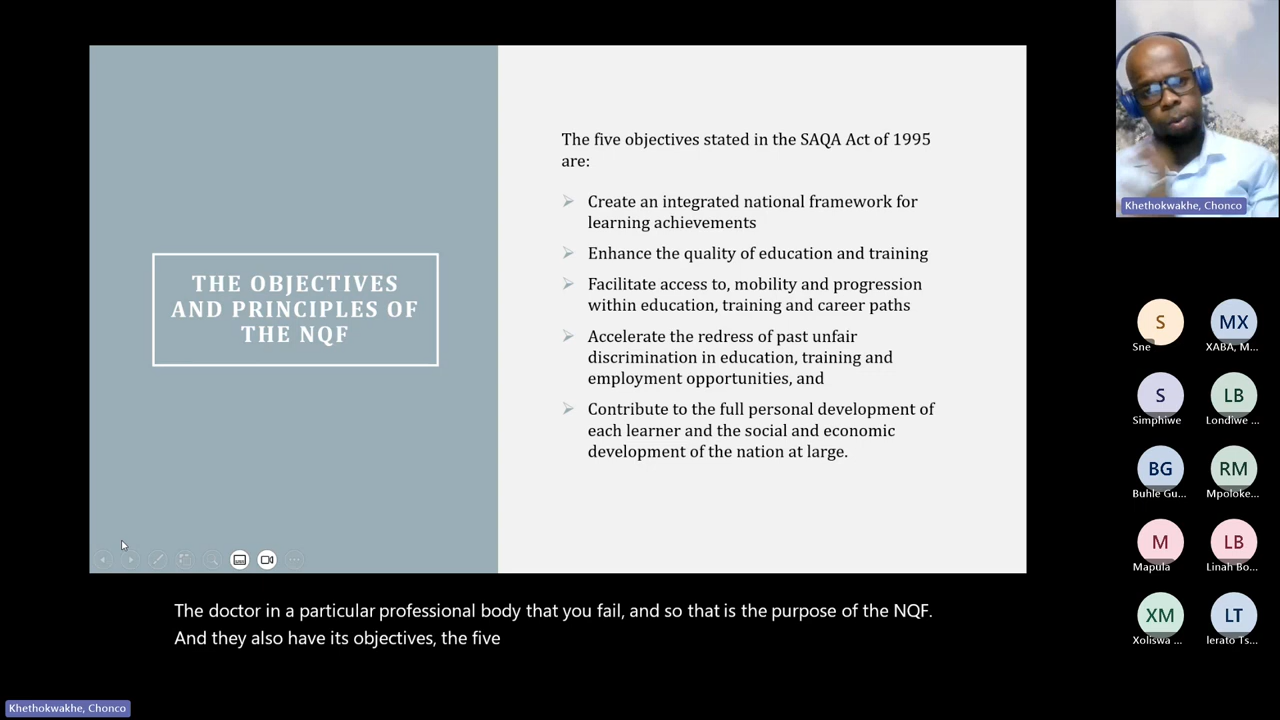 THE OBJECTIVES
AND PRINCIPLES OF
THE NQF
The five objectives stated in the SAQA Act of 1995
are:
Create an integrated national framework for
learning achievements
Enhance the quality of education and training
Facilitate access to, mobility and progression
within education, training and career paths
Accelerate the redress of past unfair
discrimination in education, training and
employment opportunities, and
Contribute to the full personal development of
each learner and the social and economic
development of the nation at large.
Khethokwakhe, Chonco
S
MX
Sne
XABA, M...
S
LB
Simphiwe
Londiwe ...
BG
RM
Buhle Gu...
Mpoloke...
M
LB
Mapula
Linah Bo...
XM
LT
Xoliswa ...
lerato Ts...
The doctor in a particular professional body that you fail, and so that is the purpose of the NQF.
And they also have its objectives, the five
Khethokwakhe, Chonco